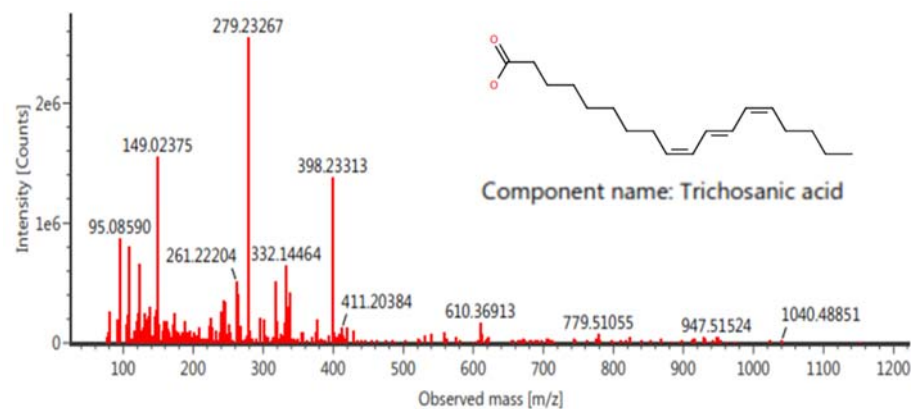 279.23267
2e6
149.02375
398.23313
Component name: Trichosanic acid
1e6
95.08590
261.22204
332.14464
411.20384
610.36913
779.51055
947.51524
1040.48851
0
100 200 300 400 500 600 700 800 900 1000 1100 1200
Observed mass [m/z]
Intensity [Counts]
O
O